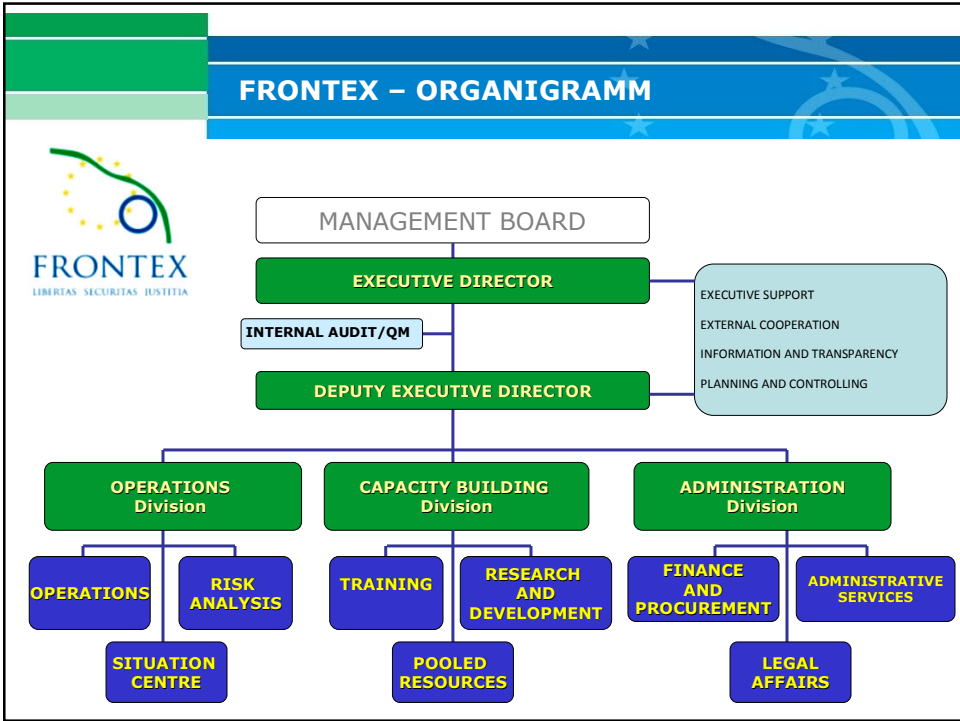 FRONTEX – ORGANIGRAMM
FRONTEX
LIBERTAS SECURITAS JUSTITIA
MANAGEMENT BOARD
EXECUTIVE DIRECTOR
EXECUTIVE SUPPORT
EXTERNAL COOPERATION
INFORMATION AND TRANSPARENCY
PLANNING AND CONTROLLING
INTERNAL AUDIT/QM
DEPUTY EXECUTIVE DIRECTOR
OPERATIONS
Division
CAPACITY BUILDING
Division
ADMINISTRATION
Division
OPERATIONS
RISK
ANALYSIS
TRAINING
RESEARCH
AND
DEVELOPMENT
FINANCE
AND
PROCUREMENT
ADMINISTRATIVE
SERVICES
SITUATION
CENTRE
POOLED
RESOURCES
LEGAL
AFFAIRS